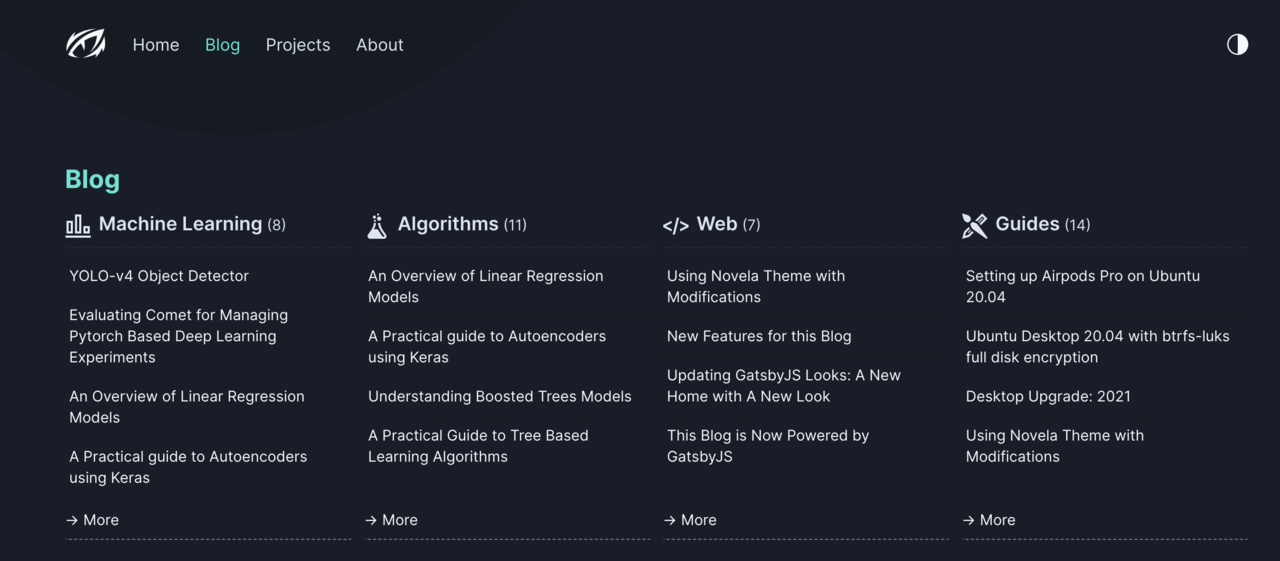 Home Blog Projects About
Blog
Machine Learning (8)
YOLO-v4 Object Detector
Evaluating Comet for Managing
Pytorch Based Deep Learning
Experiments
An Overview of Linear Regression
Models
A Practical guide to Autoencoders
using Keras
→ More
Algorithms (11)
An Overview of Linear Regression
Models
A Practical guide to Autoencoders
using Keras
Understanding Boosted Trees Models
A Practical Guide to Tree Based
Learning Algorithms
→ More
</> Web (7)
Using Novela Theme with
Modifications
New Features for this Blog
Updating GatsbyJS Looks: A New
Home with A New Look
This Blog is Now Powered by
GatsbyJS
→ More
Guides (14)
Setting up Airpods Pro on Ubuntu
20.04
Ubuntu Desktop 20.04 with btrfs-luks
full disk encryption
Desktop Upgrade: 2021
Using Novela Theme with
Modifications
→ More